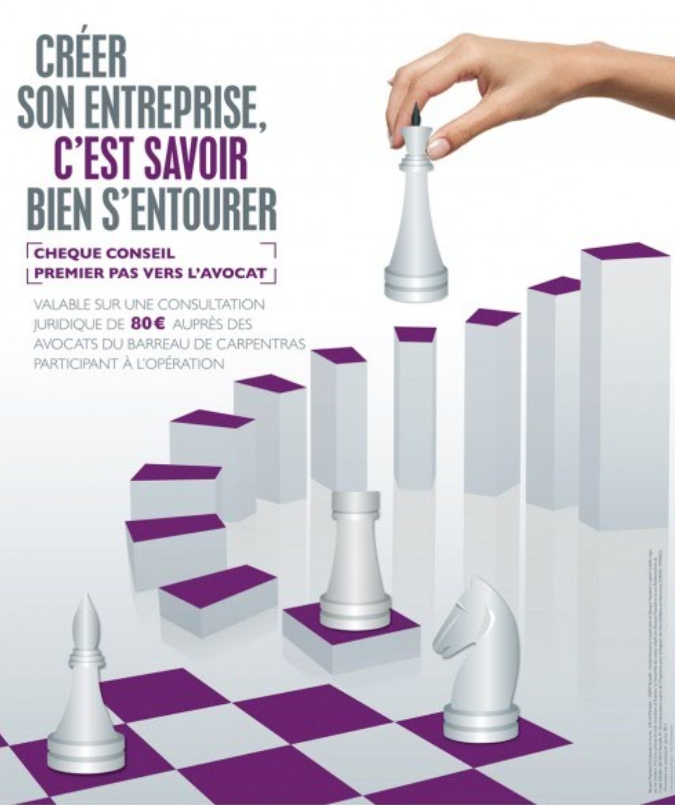 CRÉER
SON ENTREPRISE,
C'EST SAVOIR
BIEN S'ENTOURER
CHEQUE CONSEIL
PREMIER PAS VERS L'AVOCAT
VALABLE SUR UNE CONSULTATION
JURIDIQUE DE 80€ AUPRÈS DES
AVOCATS DU BARREAU DE CARPENTRAS
PARTICIPANT À L'OPÉRATION